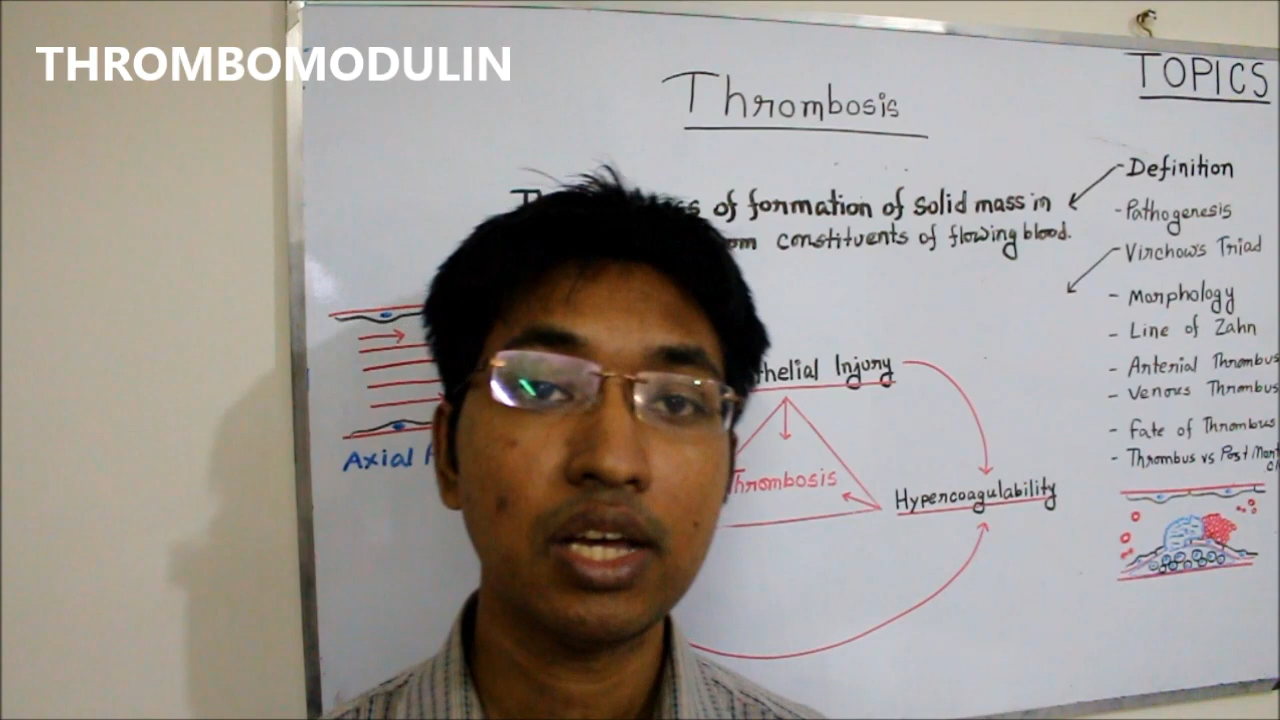 THROMBOMODULIN
Thrombosis
of formation of solid mass in
constituents of flowing blood.
Axial
thelial Injury
Thrombosis
Hypercoagulability
TOPICS
- Definition
- Pathogenesis
- Virchow's Triad
- Morphology
- Line of Zahn
- Arterial Thrombus
- Venous Thrombus
- Fate of Thrombus
- Thrombus vs Post Mort